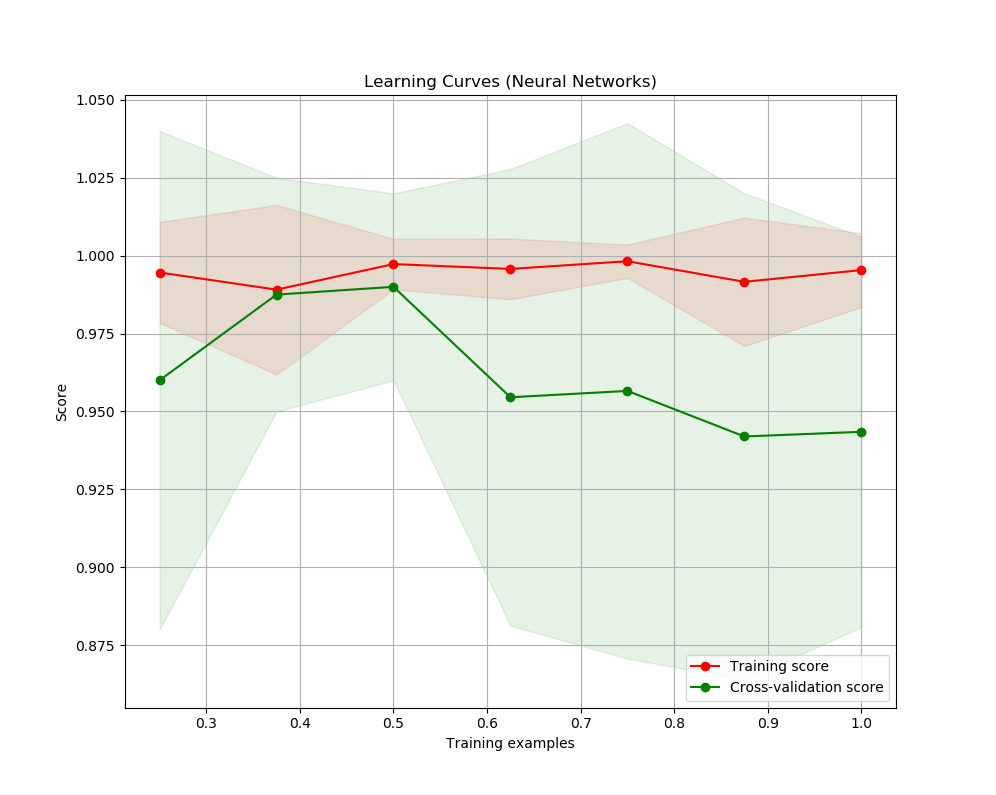 Learning Curves (Neural Networks)
1.050
1.025
1.000
0.975
0.950
0.925
0.900
0.875
Score
0.3 0.4 0.5 0.6 0.7 0.8 0.9 1.0
Training examples
Training score
Cross-validation score